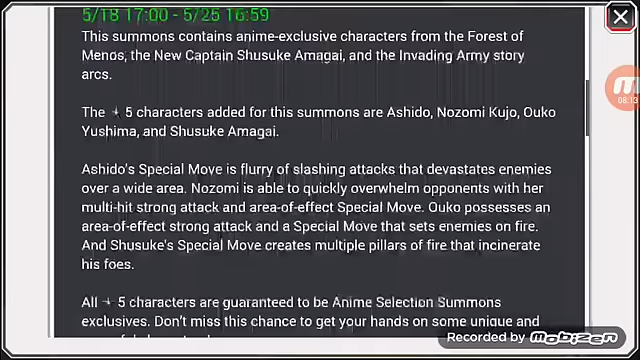 5/18 17:00 - 5/25 16:59
This summons contains anime-exclusive characters from the Forest of
Menos, the New Captain Shusuke Amagai, and the Invading Army story
arcs.
The ✦ 5 characters added for this summons are Ashido, Nozomi Kujo, Ouko
Yushima, and Shusuke Amagai.
Ashido's Special Move is flurry of slashing attacks that devastates enemies
over a wide area. Nozomi is able to quickly overwhelm opponents with her
multi-hit strong attack and area-of-effect Special Move. Ouko possesses an
area-of-effect strong attack and a Special Move that sets enemies on fire.
And Shusuke's Special Move creates multiple pillars of fire that incinerate
his foes.
All ✦ 5 characters are guaranteed to be Anime Selection Summons
exclusives. Don't miss this chance to get your hands on some unique and
08:13
Recorded by mobizen